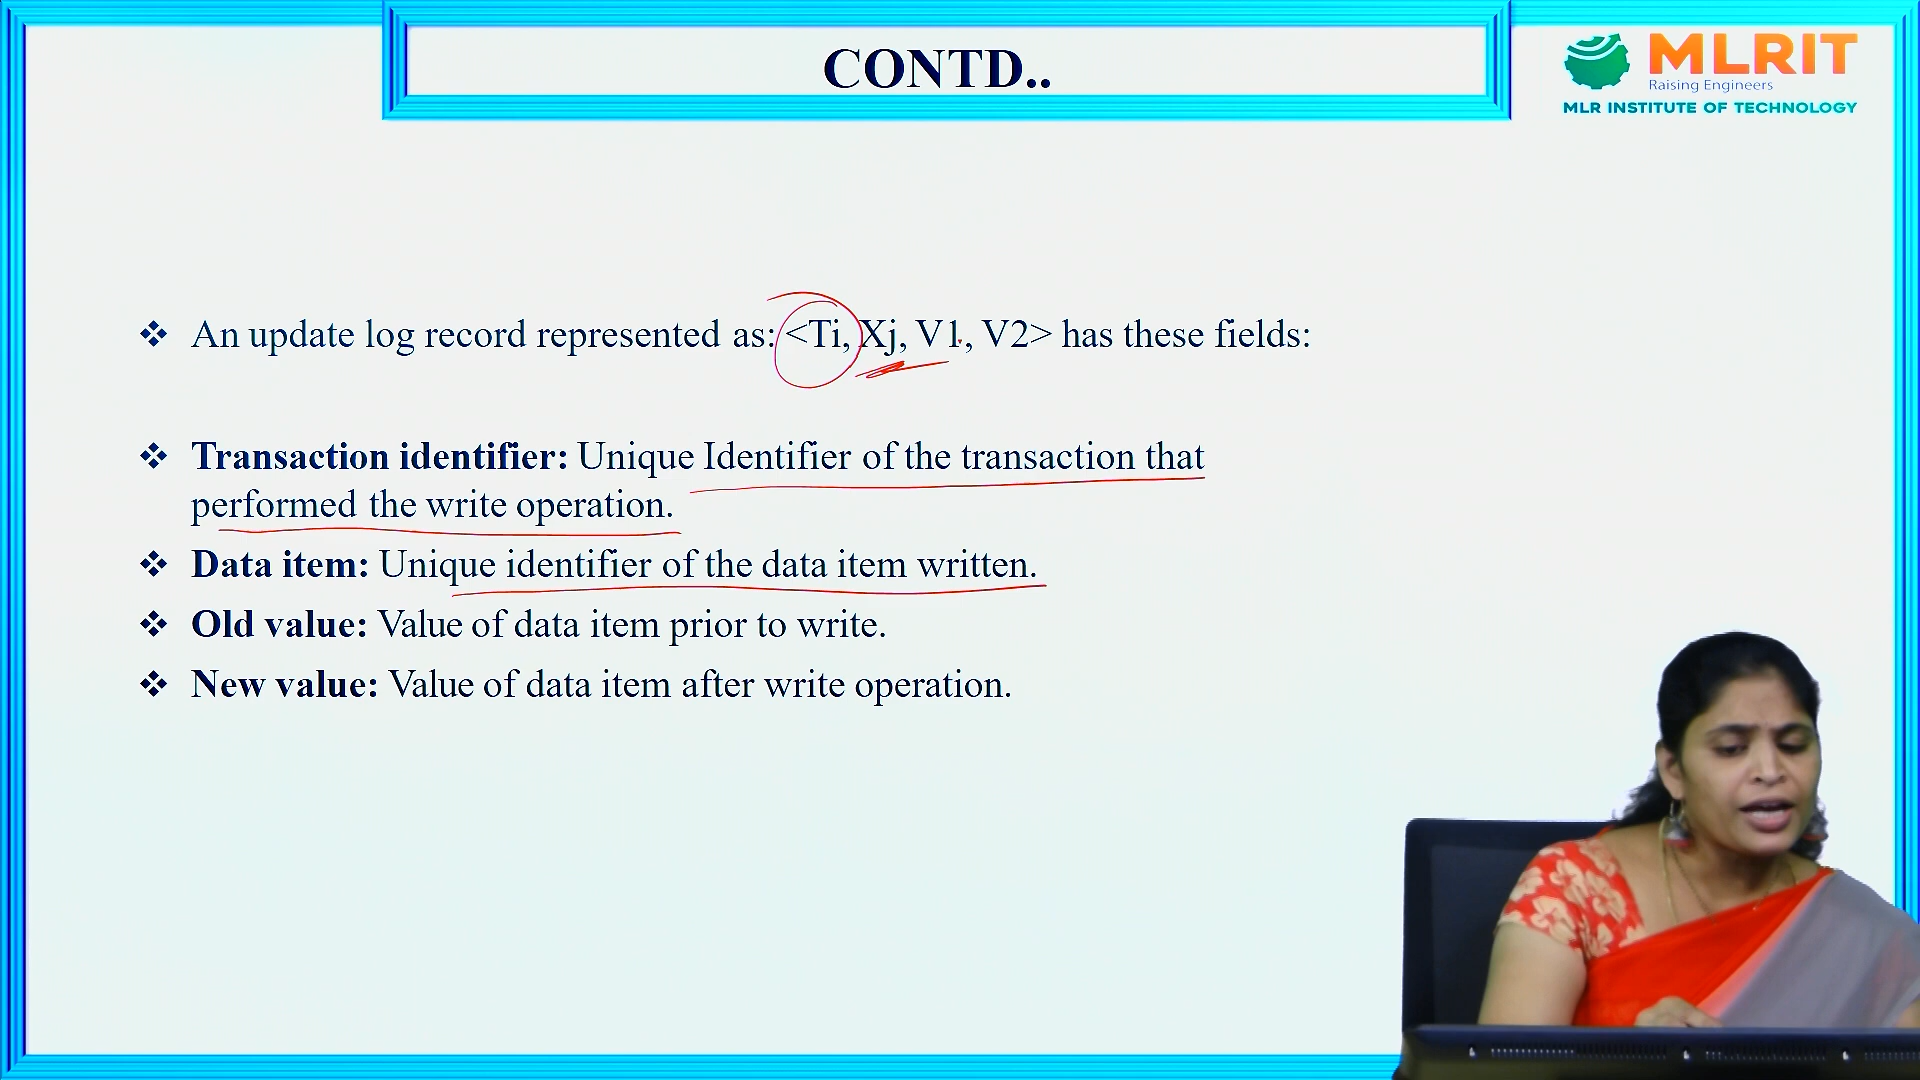 CONTD..
MLRIT
Raising Engineers
MLR INSTITUTE OF TECHNOLOGY
❖ An update log record represented as: <Ti, Xj, V1, V2> has these fields:
❖ Transaction identifier: Unique Identifier of the transaction that
performed the write operation.
❖ Data item: Unique identifier of the data item written.
❖ Old value: Value of data item prior to write.
❖ New value: Value of data item after write operation.